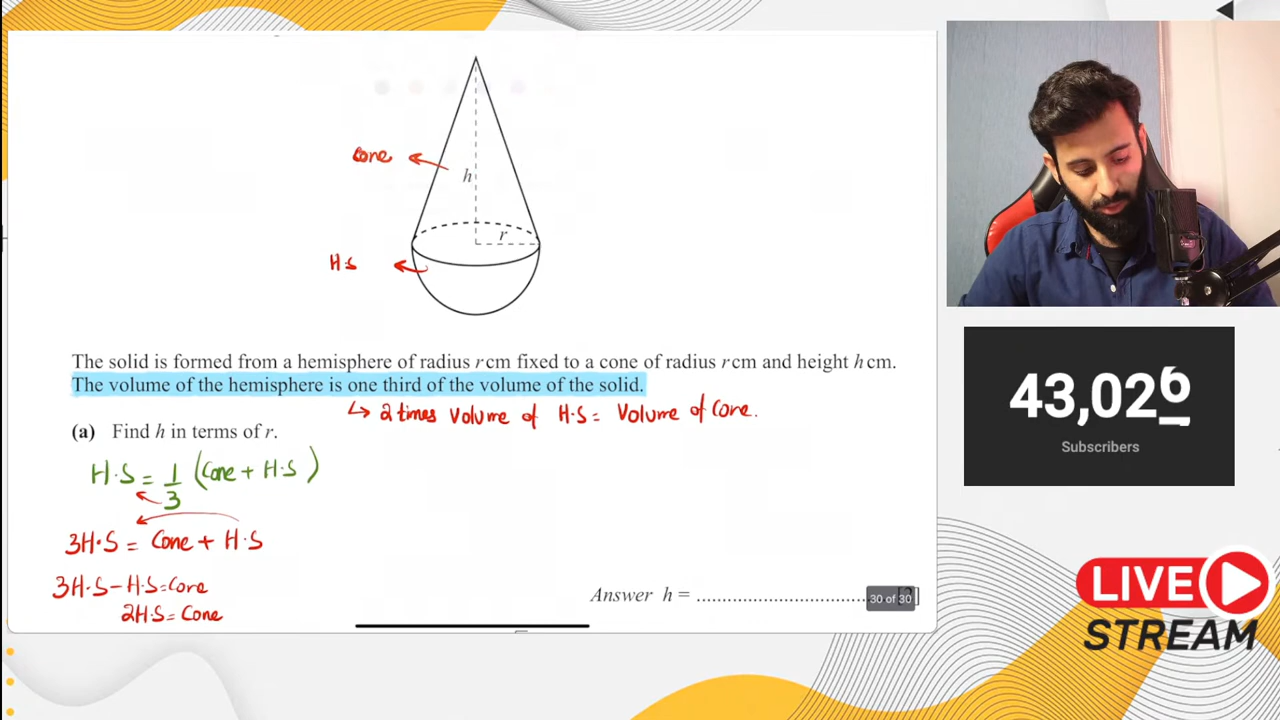 Cone
h
r
H.S
The solid is formed from a hemisphere of radius r cm fixed to a cone of radius r cm and height h cm.
The volume of the hemisphere is one third of the volume of the solid.
↳ 2 times Volume of H.S = Volume of Cone.
(a) Find h in terms of r.
H.S = 1/3 (Cone + H.S)
3H.S = Cone + H.S
3H.S - H.S = Cone
2H.S = Cone
Answer h = ........................................
30 of 30
43,026
Subscribers
LIVE
STREAM